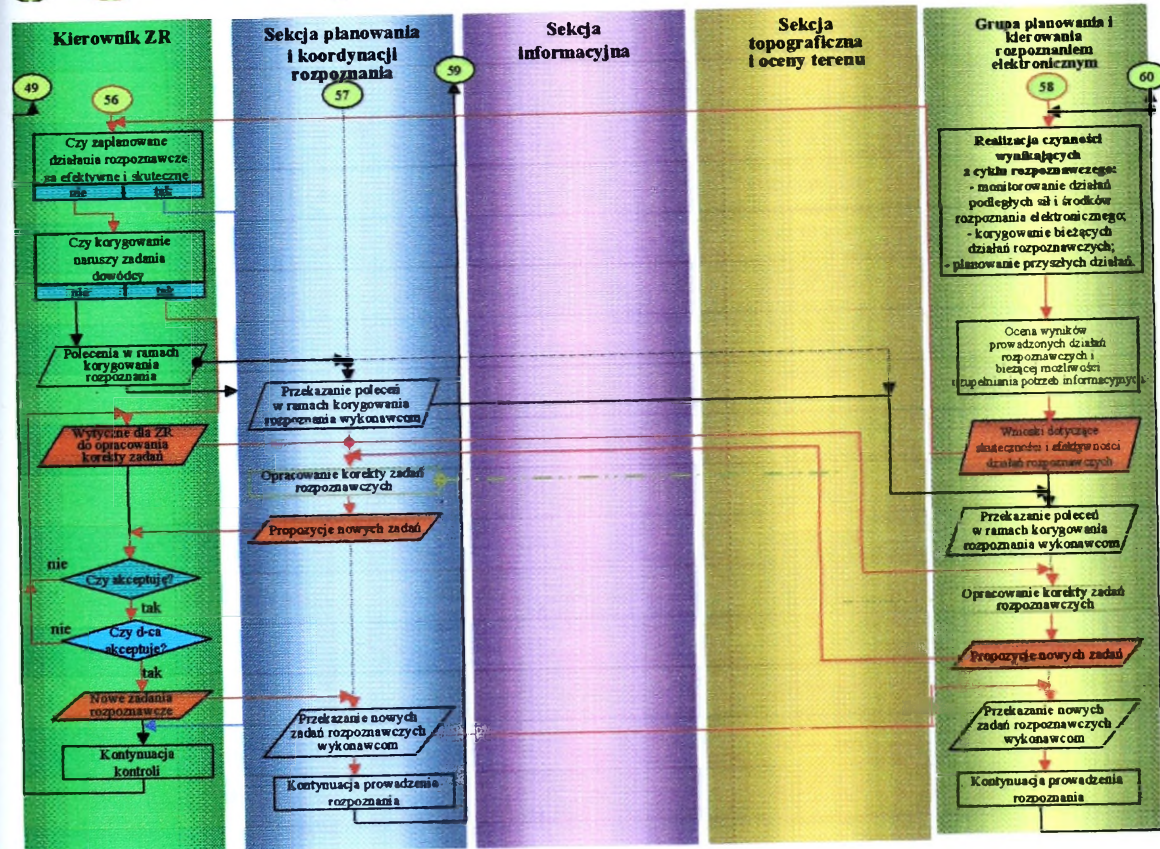 Kierownik ZR
49
56
Czy zaplanowane
działania rozpoznawcze
są efektywne i skuteczne
nie
tak
Czy korygowanie
naruszy zadania
dowódcy
nie
tak
Polecenia w ramach
korygowania
rozpoznania
Wytyczne dla ZR
do opracowania
korekty zadań
nie
Czy akceptuję?
tak
nie
Czy d-ca
akceptuje?
tak
Nowe zadania
rozpoznawcze
Kontynuacja
kontroli
Sekcja planowania
i koordynacji
rozpoznania
59
57
Przekazanie poleceń
w ramach korygowania
rozpoznania wykonawcom
Opracowanie korekty zadań
rozpoznawczych
Propozycje nowych zadań
Przekazanie nowych
zadań rozpoznawczych
wykonawcom
Kontynuacja prowadzenia
rozpoznania
Sekcja
informacyjna
Sekcja
topograficzna
i oceny terenu
Grupa planowania i
kierowania
rozpoznaniem
elektronicznym
58
60
Realizacja czynności
wynikających
z cyklu rozpoznawczego:
- monitorowanie działań
podległych sił i środków
rozpoznania elektronicznego;
- korygowanie bieżących
działań rozpoznawczych;
- planowanie przyszłych działań.
Ocena wyników
prowadzonych działań
rozpoznawczych i
bieżącej możliwości
uzupełniania potrzeb informacyjnych
Wnioski dotyczące
skuteczności i efektywności
działań rozpoznawczych
Przekazanie poleceń
w ramach korygowania
rozpoznania wykonawcom
Opracowanie korekty zadań
rozpoznawczych
Propozycje nowych zadań
Przekazanie nowych
zadań rozpoznawczych
wykonawcom
Kontynuacja prowadzenia
rozpoznania